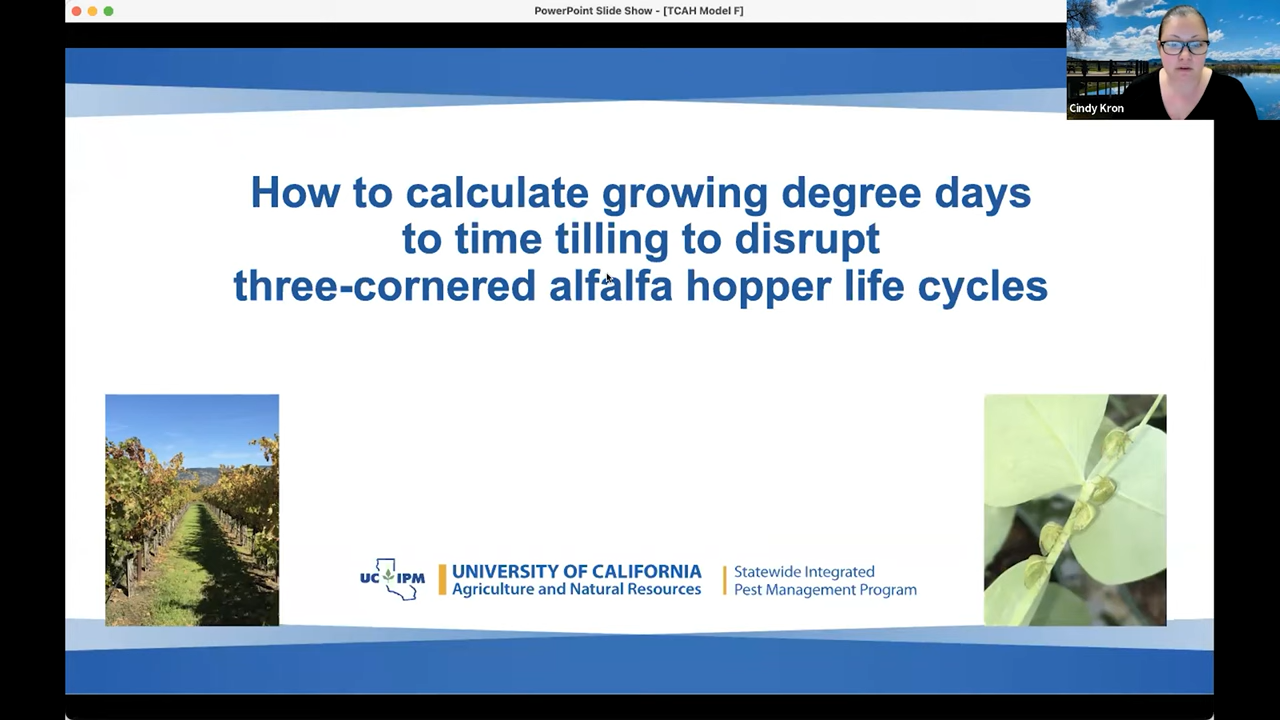 PowerPoint Slide Show - [TCAH Model F]
Cindy Kron
How to calculate growing degree days
to time tilling to disrupt
three-cornered alfalfa hopper life cycles
UC IPM
UNIVERSITY OF CALIFORNIA
Agriculture and Natural Resources
Statewide Integrated
Pest Management Program